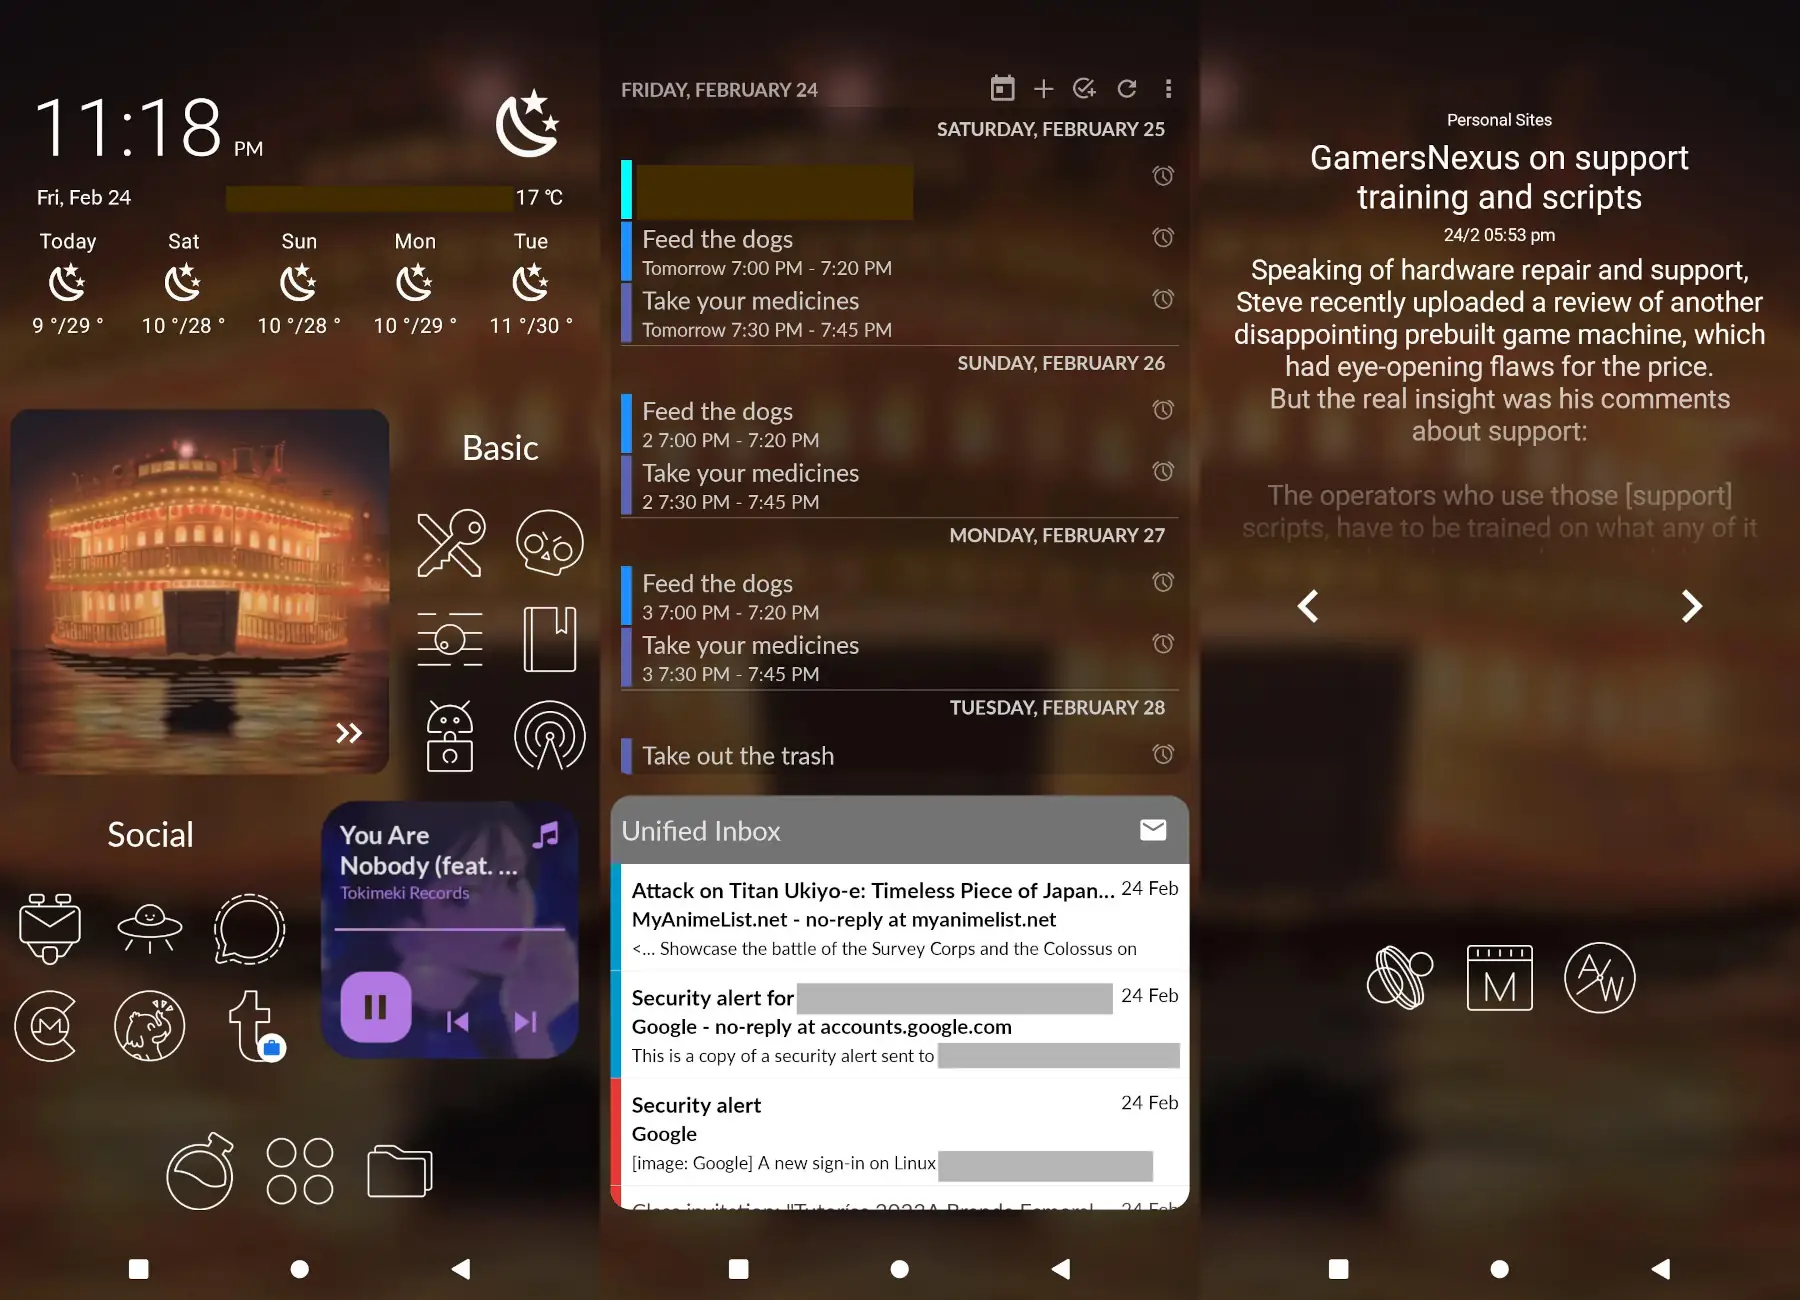 11:18 PM
Fri, Feb 24
17 °C
Today Sat Sun Mon Tue
9 °/29 ° 10 °/28 ° 10 °/28 ° 10 °/29 ° 11 °/30 °
Basic
Social
You Are
Nobody (feat. ...
Tokimeki Records
FRIDAY, FEBRUARY 24
SATURDAY, FEBRUARY 25
Feed the dogs
Tomorrow 7:00 PM - 7:20 PM
Take your medicines
Tomorrow 7:30 PM - 7:45 PM
SUNDAY, FEBRUARY 26
Feed the dogs
2 7:00 PM - 7:20 PM
Take your medicines
2 7:30 PM - 7:45 PM
MONDAY, FEBRUARY 27
Feed the dogs
3 7:00 PM - 7:20 PM
Take your medicines
3 7:30 PM - 7:45 PM
TUESDAY, FEBRUARY 28
Take out the trash
Unified Inbox
Attack on Titan Ukiyo-e: Timeless Piece of Japan... 24 Feb
MyAnimeList.net - no-reply at myanimelist.net
<... Showcase the battle of the Survey Corps and the Colossus on
Security alert for 24 Feb
Google - no-reply at accounts.google.com
This is a copy of a security alert sent to
Security alert 24 Feb
Google
[image: Google] A new sign-in on Linux
24 Feb
Personal Sites
GamersNexus on support
training and scripts
24/2 05:53 pm
Speaking of hardware repair and support,
Steve recently uploaded a review of another
disappointing prebuilt game machine, which
had eye-opening flaws for the price.
But the real insight was his comments
about support:
The operators who use those [support]
scripts, have to be trained on what any of it
M
A/W